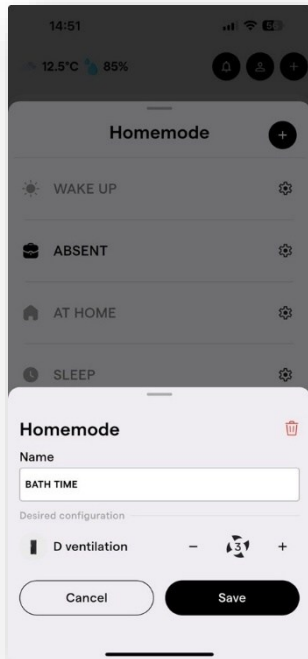 14:51
12.5°C 85%
Homemode
WAKE UP
ABSENT
AT HOME
SLEEP
Homemode
Name
BATH TIME
Desired configuration
D ventilation - 3 +
Cancel Save